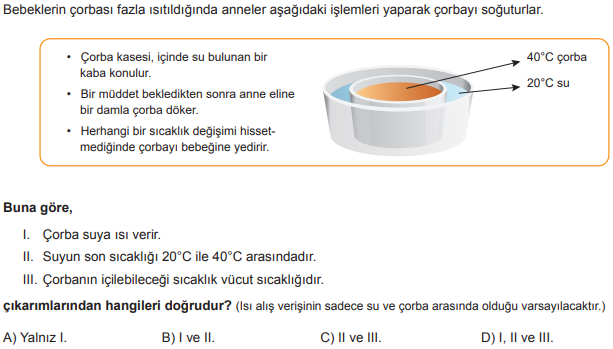 Bebeklerin çorbası fazla ısıtıldığında anneler aşağıdaki işlemleri yaparak çorbayı soğuturlar.
• Çorba kasesi, içinde su bulunan bir
kaba konulur.
• Bir müddet bekledikten sonra anne eline
bir damla çorba döker.
• Herhangi bir sıcaklık değişimi hisset-
mediğinde çorbayı bebeğine yedirir.
40°C çorba
20°C su
Buna göre,
I. Çorba suya ısı verir.
II. Suyun son sıcaklığı 20°C ile 40°C arasındadır.
III. Çorbanın içilebileceği sıcaklık vücut sıcaklığıdır.
çıkarımlarından hangileri doğrudur? (Isı alış verişinin sadece su ve çorba arasında olduğu varsayılacaktır.)
A) Yalnız I. B) I ve II. C) II ve III. D) I, II ve III.